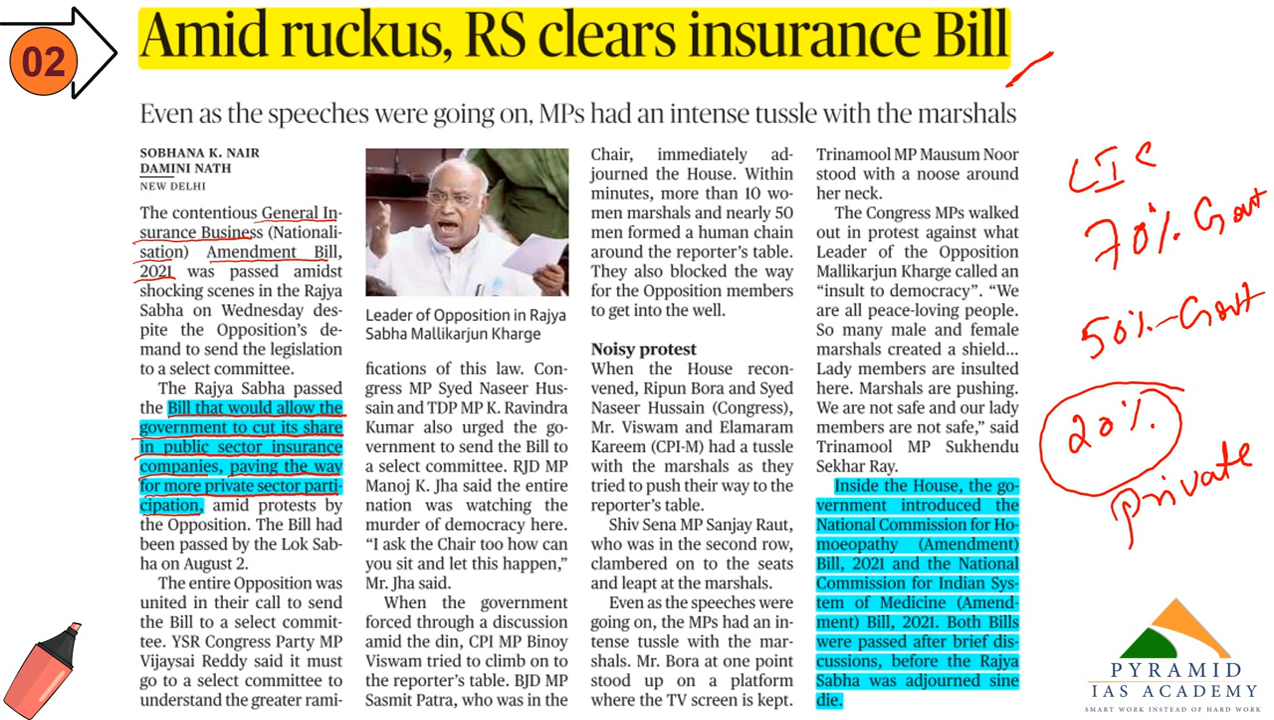 02
Amid ruckus, RS clears insurance Bill
Even as the speeches were going on, MPs had an intense tussle with the marshals
SOBHANA K. NAIR
DAMINI NATH
NEW DELHI
The contentious General In-
surance Business (Nationali-
sation) Amendment Bill,
2021 was passed amidst
shocking scenes in the Rajya
Sabha on Wednesday des-
pite the Opposition's de-
mand to send the legislation
to a select committee.
The Rajya Sabha passed
the Bill that would allow the
government to cut its share
in public sector insurance
companies, paving the way
for more private sector parti-
cipation, amid protests by
the Opposition. The Bill had
been passed by the Lok Sab-
ha on August 2.
The entire Opposition was
united in their call to send
the Bill to a select commit-
tee. YSR Congress Party MP
Vijaysai Reddy said it must
go to a select committee to
understand the greater rami-
Leader of Opposition in Rajya
Sabha Mallikarjun Kharge
fications of this law. Con-
gress MP Syed Naseer Hus-
sain and TDP MP K. Ravindra
Kumar also urged the go-
vernment to send the Bill to
a select committee. RJD MP
Manoj K. Jha said the entire
nation was watching the
murder of democracy here.
"I ask the Chair too how can
you sit and let this happen,"
Mr. Jha said.
When the government
forced through a discussion
amid the din, CPI MP Binoy
Viswam tried to climb on to
the reporter's table. BJD MP
Sasmit Patra, who was in the
Chair, immediately ad-
journed the House. Within
minutes, more than 10 wo-
men marshals and nearly 50
men formed a human chain
around the reporter's table.
They also blocked the way
for the Opposition members
to get into the well.
Noisy protest
When the House recon-
vened, Ripun Bora and Syed
Naseer Hussain (Congress),
Mr. Viswam and Elamaram
Kareem (CPI-M) had a tussle
with the marshals as they
tried to push their way to the
reporter's table.
Shiv Sena MP Sanjay Raut,
who was in the second row,
clambered on to the seats
and leapt at the marshals.
Even as the speeches were
going on, the MPs had an in-
tense tussle with the mar-
shals. Mr. Bora at one point
stood up on a platform
where the TV screen is kept.
Trinamool MP Mausum Noor
stood with a noose around
her neck.
The Congress MPs walked
out in protest against what
Leader of the Opposition
Mallikarjun Kharge called an
"insult to democracy". "We
are all peace-loving people.
So many male and female
marshals created a shield...
Lady members are insulted
here. Marshals are pushing.
We are not safe and our lady
members are not safe," said
Trinamool MP Sukhendu
Sekhar Ray.
Inside the House, the go-
vernment introduced the
National Commission for Ho-
moeopathy (Amendment)
Bill, 2021 and the National
Commission for Indian Sys-
tem of Medicine (Amend-
ment) Bill, 2021. Both Bills
were passed after brief dis-
cussions, before the Rajya
Sabha was adjourned sine
die.
LIC
70% Govt
50% - Govt
20%
private
PYRAMID
IAS ACADEMY
SMART WORK INSTEAD OF HARD WORK